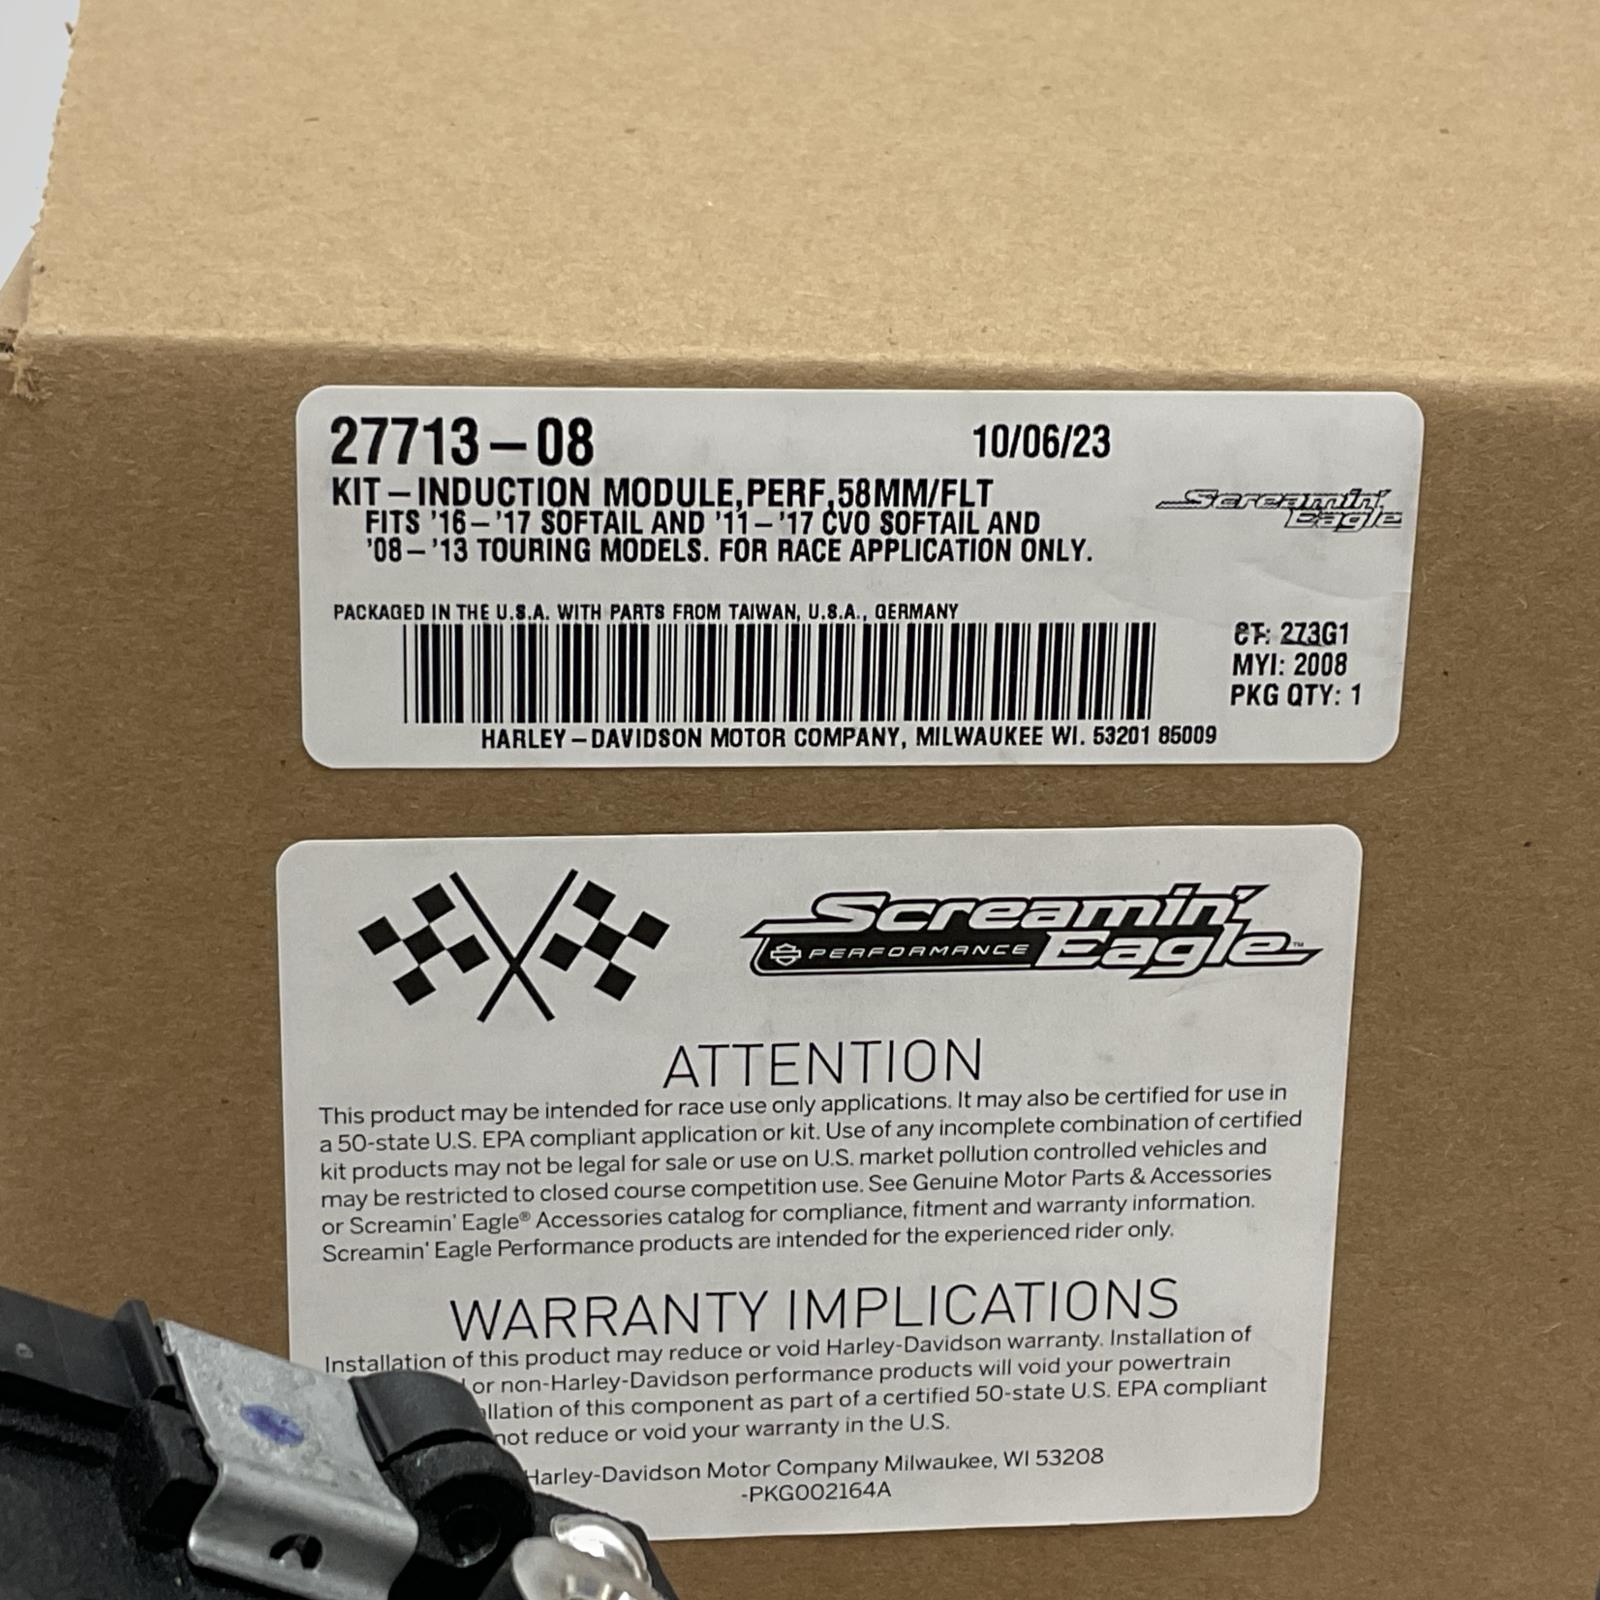 27713-08
10/06/23
KIT-INDUCTION MODULE,PERF,58MM/FLT
FITS '16-'17 SOFTAIL AND '11-'17 CVO SOFTAIL AND
'08-'13 TOURING MODELS. FOR RACE APPLICATION ONLY.
Screamin'
Eagle
PACKAGED IN THE U.S.A. WITH PARTS FROM TAIWAN, U.S.A., GERMANY
CT: 273G1
MYI: 2008
PKG QTY: 1
HARLEY-DAVIDSON MOTOR COMPANY, MILWAUKEE WI. 53201 85009
Screamin'
PERFORMANCE Eagle™
ATTENTION
This product may be intended for race use only applications. It may also be certified for use in
a 50-state U.S. EPA compliant application or kit. Use of any incomplete combination of certified
kit products may not be legal for sale or use on U.S. market pollution controlled vehicles and
may be restricted to closed course competition use. See Genuine Motor Parts & Accessories
or Screamin' Eagle® Accessories catalog for compliance, fitment and warranty information.
Screamin' Eagle Performance products are intended for the experienced rider only.
WARRANTY IMPLICATIONS
Installation of this product may reduce or void Harley-Davidson warranty. Installation of
or non-Harley-Davidson performance products will void your powertrain
llation of this component as part of a certified 50-state U.S. EPA compliant
not reduce or void your warranty in the U.S.
Harley-Davidson Motor Company Milwaukee, WI 53208
-PKG002164A